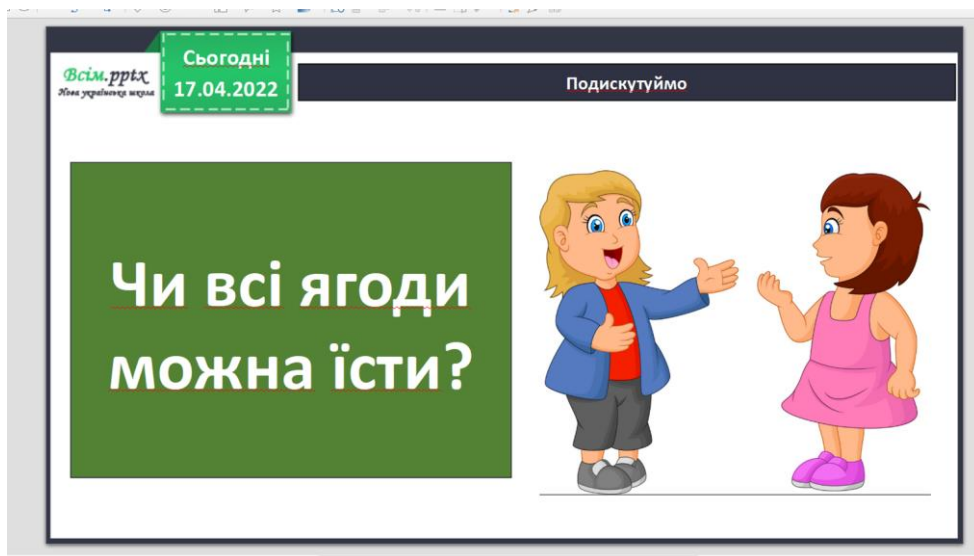 Сьогодні
17.04.2022
Всім.pptx
Нова українська школа
Подискутуймо
Чи всі ягоди
можна їсти?